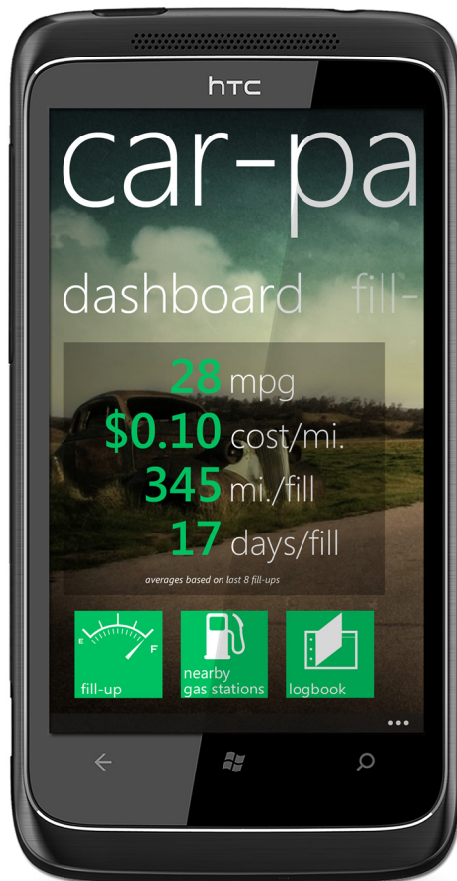 hTC
car-pa
dashboard fill-
28 mpg
$0.10 cost/mi.
345 mi./fill
17 days/fill
averages based on last 8 fill-ups
E F
fill-up
nearby
gas stations
logbook